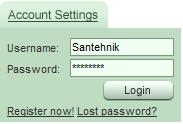 Account Settings
Username: Santehnik
Password: ********
Login
Register now! Lost password?